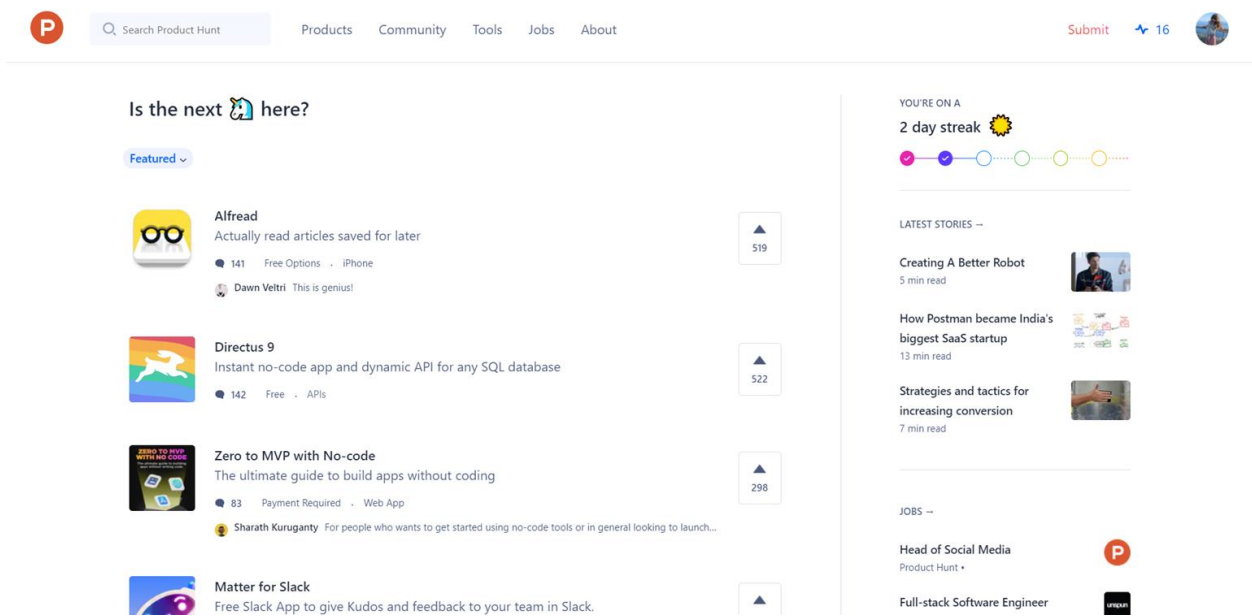 P
Search Product Hunt
Products
Community
Tools
Jobs
About
Submit
16
Is the next here?
Featured
Alfread
Actually read articles saved for later
141 Free Options . iPhone
Dawn Veltri This is genius!
519
Directus 9
Instant no-code app and dynamic API for any SQL database
142 Free . APIs
522
ZERO TO MVP
WITH NO CODE
Zero to MVP with No-code
The ultimate guide to build apps without coding
83 Payment Required . Web App
Sharath Kuruganty For people who wants to get started using no-code tools or in general looking to launch...
298
Matter for Slack
Free Slack App to give Kudos and feedback to your team in Slack.
YOU'RE ON A
2 day streak
LATEST STORIES →
Creating A Better Robot
5 min read
How Postman became India's
biggest SaaS startup
13 min read
Strategies and tactics for
increasing conversion
7 min read
JOBS →
Head of Social Media
Product Hunt •
P
Full-stack Software Engineer
unspun